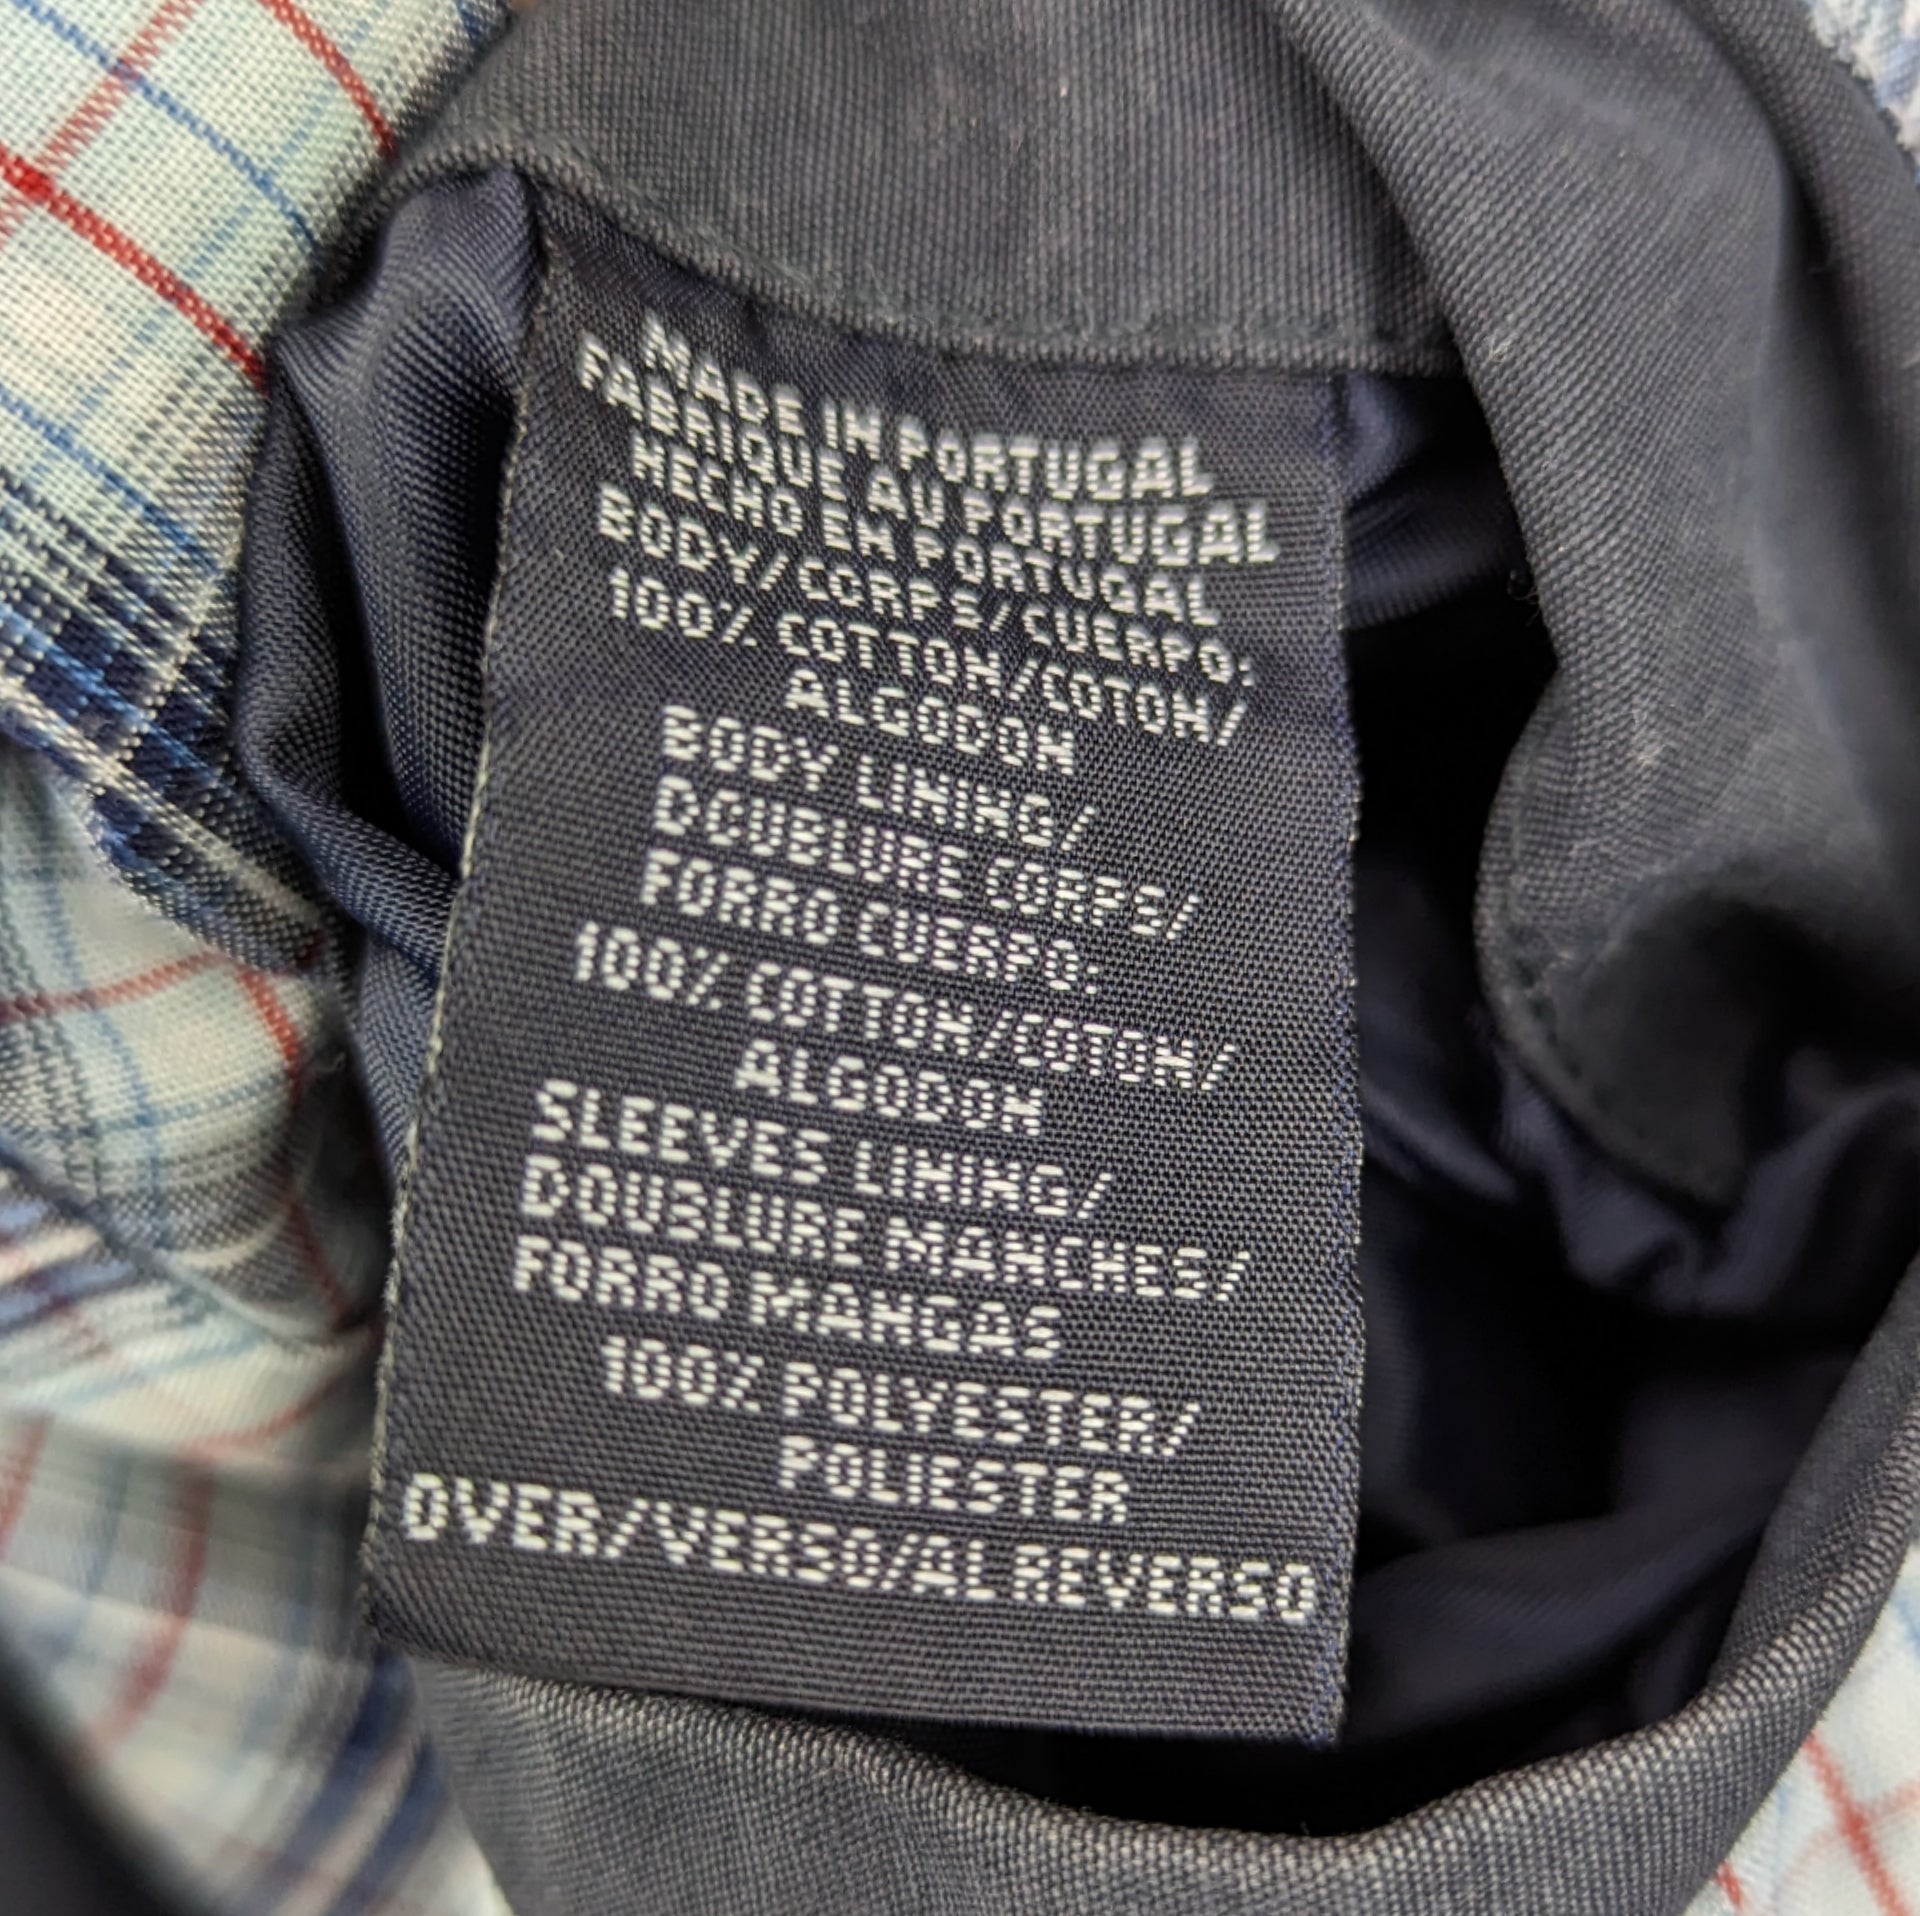 MADE IN PORTUGAL
FABRIQUE AU PORTUGAL
HECHO EN PORTUGAL
BODY/CORPS/CUERPO:
100% COTTON/COTON/
ALGODON
BODY LINING/
DOUBLURE CORPS/
FORRO CUERPO:
100% COTTON/COTON/
ALGODON
SLEEVES LINING/
DOUBLURE MANCHES/
FORRO MANGAS
100% POLYESTER/
POLIESTER
OVER/VERSO/AL REVERSO